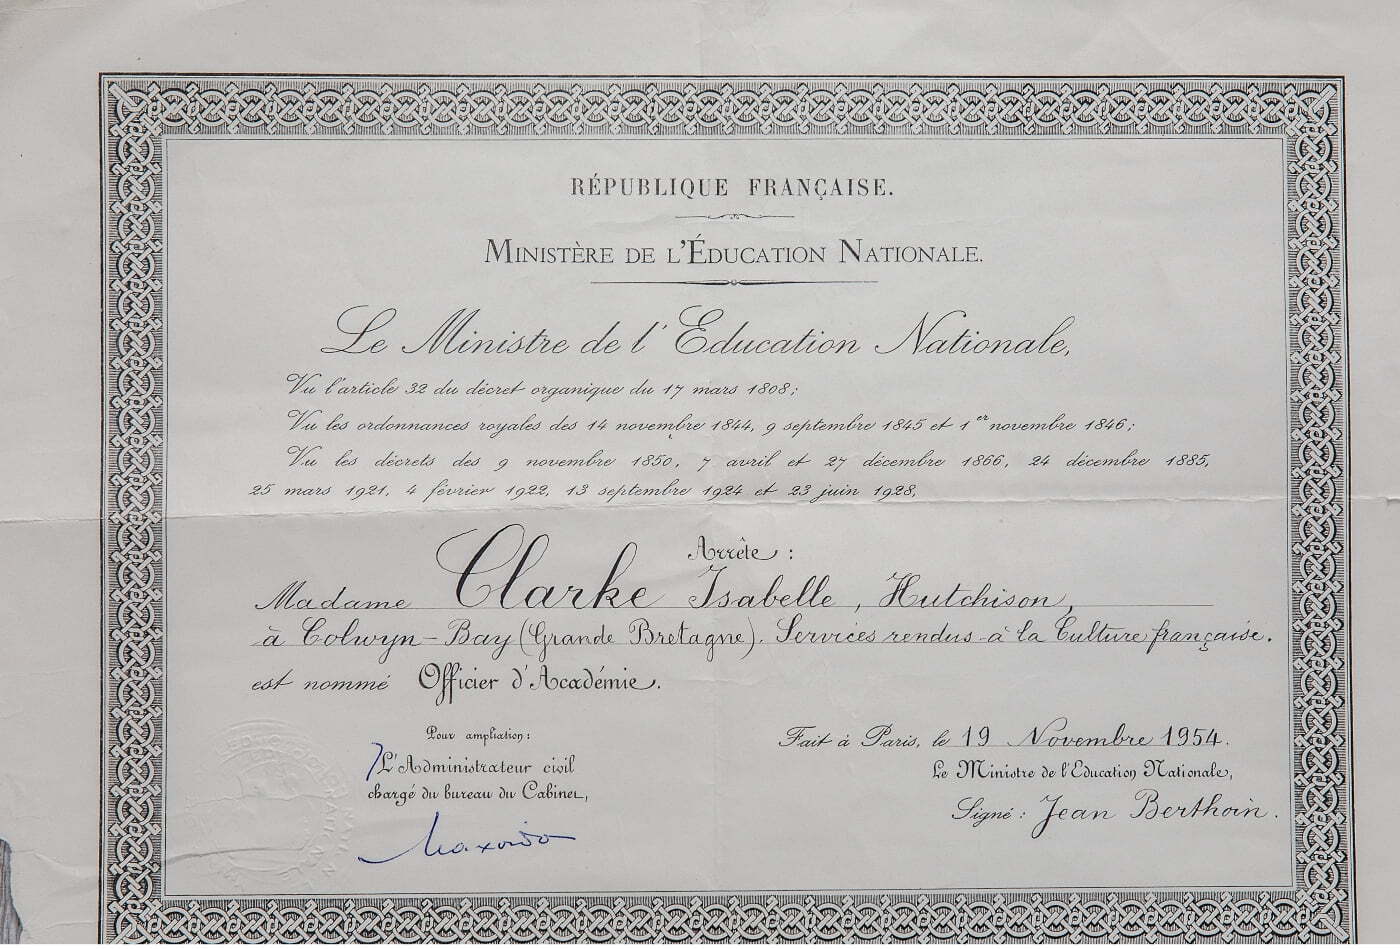 RÉPUBLIQUE FRANÇAISE.
MINISTÈRE DE L'ÉDUCATION NATIONALE.
Le Ministre de l'Education Nationale,
Vu l'article 32 du décret organique du 17 mars 1808;
Vu les ordonnances royales des 14 novembre 1844, 9 septembre 1845 et 1er novembre 1846;
Vu les décrets des 9 novembre 1850, 7 avril et 27 décembre 1866, 24 décembre 1885,
25 mars 1921, 4 février 1922, 13 septembre 1924 et 23 juin 1928,
Arrête :
Madame Clarke Isabelle, Hutchison,
à Colwyn-Bay (Grande Bretagne). Services rendus à la Culture française.
est nommé Officier d'Académie.
Pour ampliation:
L'Administrateur civil
chargé du bureau du Cabinet,
Fait à Paris, le 19 Novembre 1954.
Le Ministre de l'Education Nationale,
Signé : Jean Berthoin.